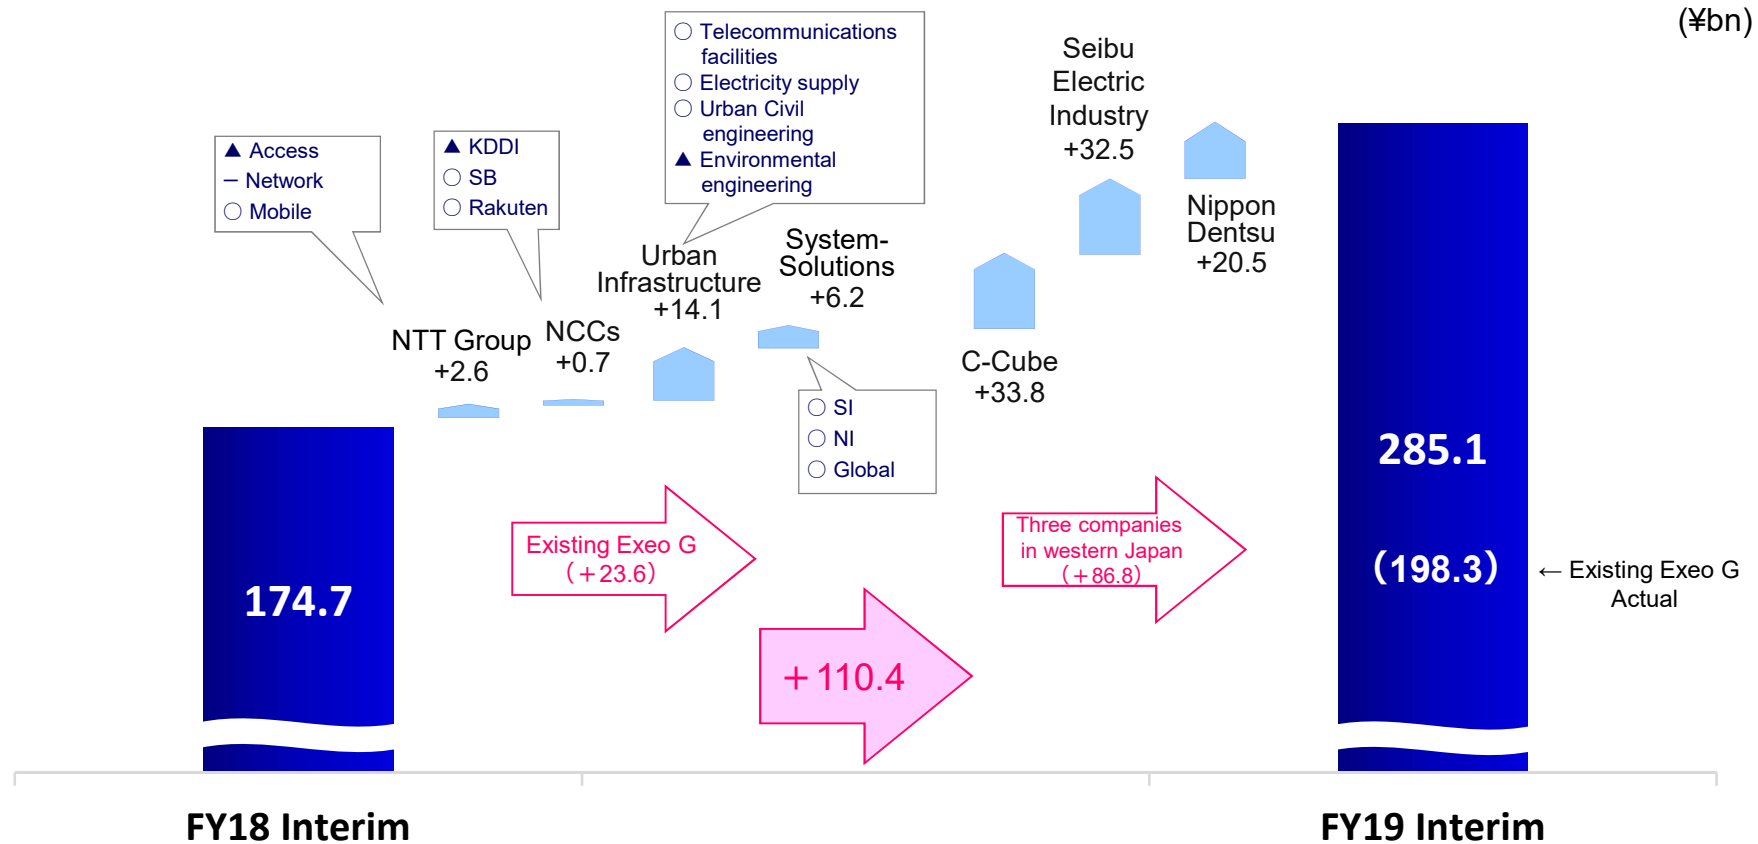 (¥bn)
○ Telecommunications
facilities
○ Electricity supply
○ Urban Civil
engineering
▲ Environmental
engineering
▲ Access
− Network
○ Mobile
▲ KDDI
○ SB
○ Rakuten
Seibu
Electric
Industry
+32.5
Nippon
Dentsu
+20.5
Urban
Infrastructure
+14.1
System-
Solutions
+6.2
NTT Group
+2.6
NCCs
+0.7
C-Cube
+33.8
○ SI
○ NI
○ Global
174.7
Existing Exeo G
（＋23.6）
＋110.4
Three companies
in western Japan
（＋86.8）
285.1
（198.3）
← Existing Exeo G
Actual
FY18 Interim
FY19 Interim